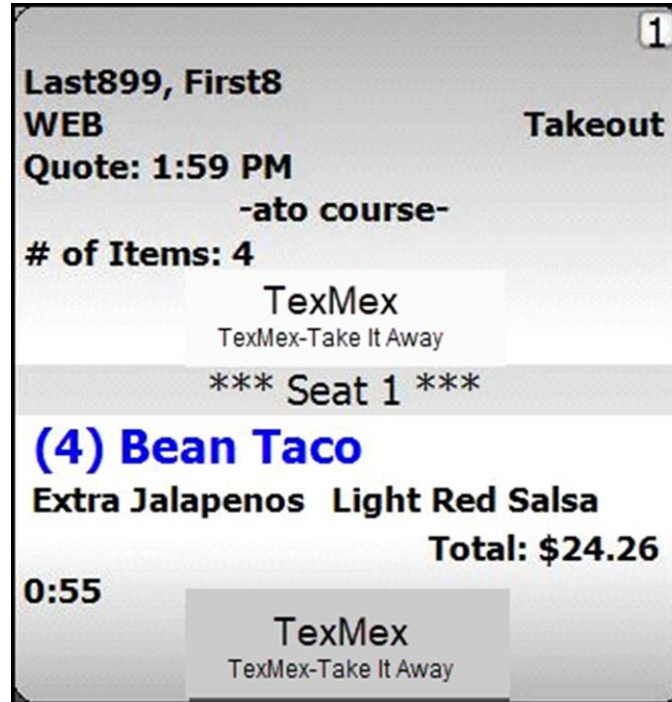 1
Last899, First8
WEB Takeout
Quote: 1:59 PM
-ato course-
# of Items: 4
TexMex
TexMex-Take It Away
*** Seat 1 ***
(4) Bean Taco
Extra Jalapenos Light Red Salsa
Total: $24.26
0:55
TexMex
TexMex-Take It Away